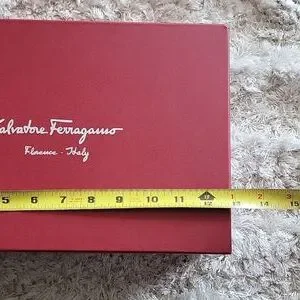 Salvatore Ferragamo
Florence - Italy
5 6 7 8 9 10 11 12 13 14 15